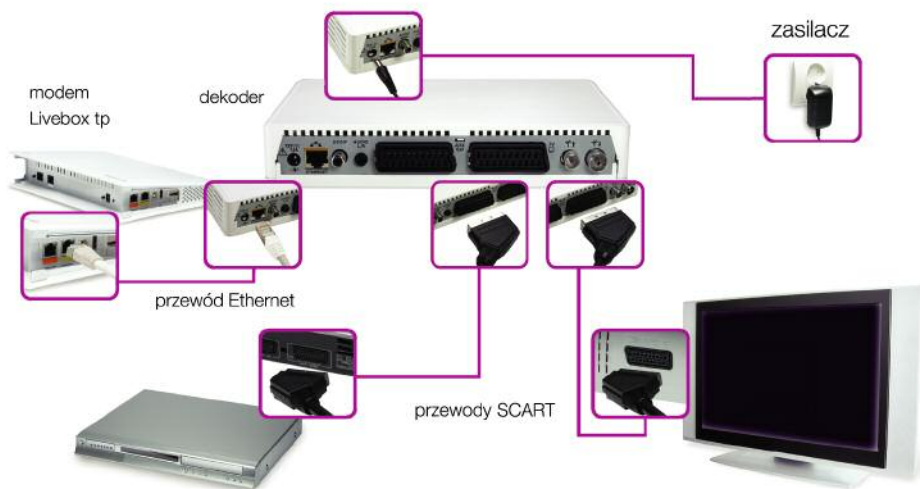 zasilacz
modem
Livebox tp
dekoder
przewód Ethernet
przewody SCART